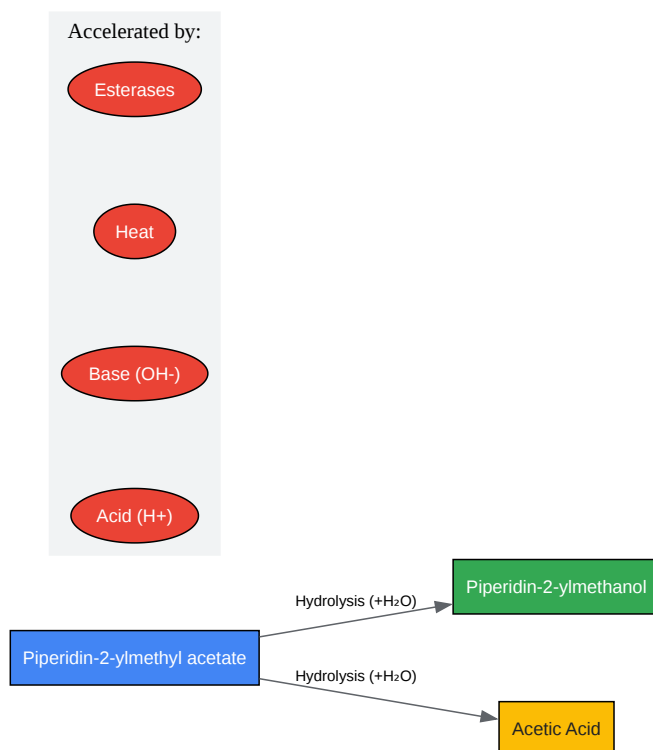 Accelerated by:
Esterases
Heat
Base (OH-)
Acid (H+)
Piperidin-2-ylmethyl acetate
Hydrolysis (+H₂O)
Piperidin-2-ylmethanol
Hydrolysis (+H₂O)
Acetic Acid